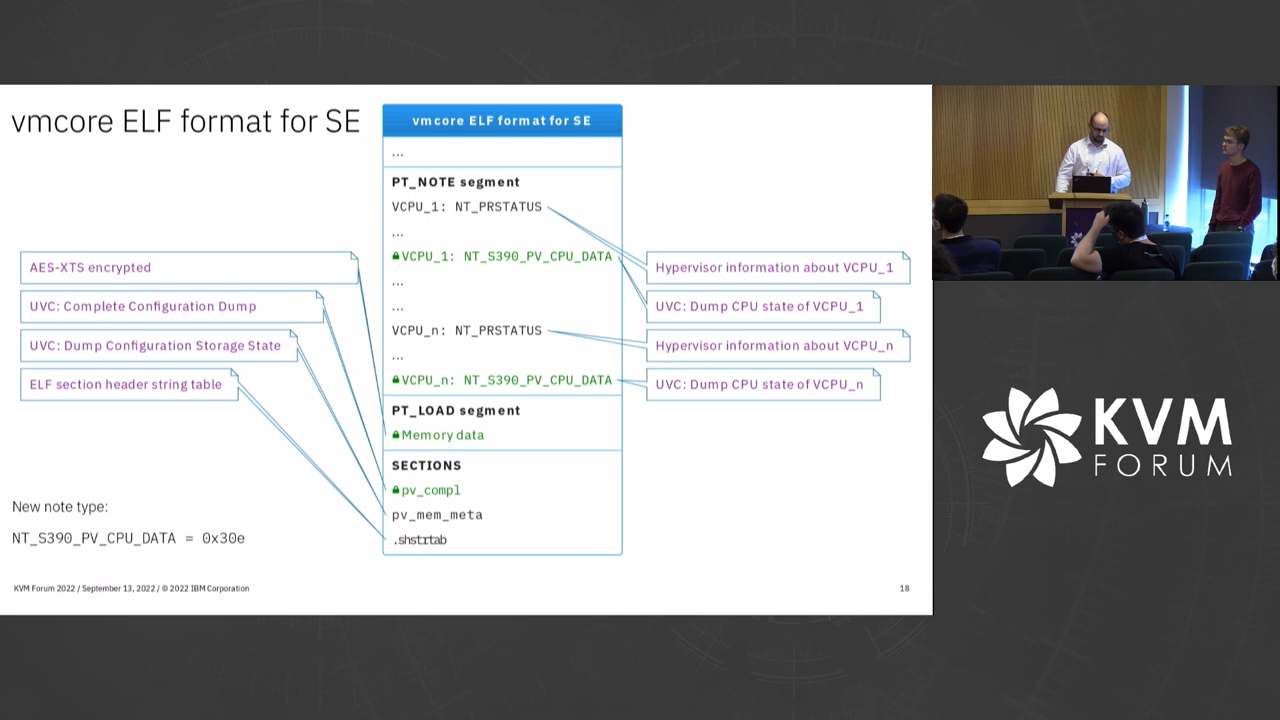 vmcore ELF format for SE
vmcore ELF format for SE
...
PT_NOTE segment
VCPU_1: NT_PRSTATUS
...
VCPU_1: NT_S390_PV_CPU_DATA
...
...
VCPU_n: NT_PRSTATUS
...
VCPU_n: NT_S390_PV_CPU_DATA
PT_LOAD segment
Memory data
SECTIONS
pv_compl
pv_mem_meta
.shstrtab
AES-XTS encrypted
UVC: Complete Configuration Dump
UVC: Dump Configuration Storage State
ELF section header string table
Hypervisor information about VCPU_1
UVC: Dump CPU state of VCPU_1
Hypervisor information about VCPU_n
UVC: Dump CPU state of VCPU_n
New note type:
NT_S390_PV_CPU_DATA = 0x30e
KVM Forum 2022 / September 13, 2022 / © 2022 IBM Corporation
18
KVM
FORUM